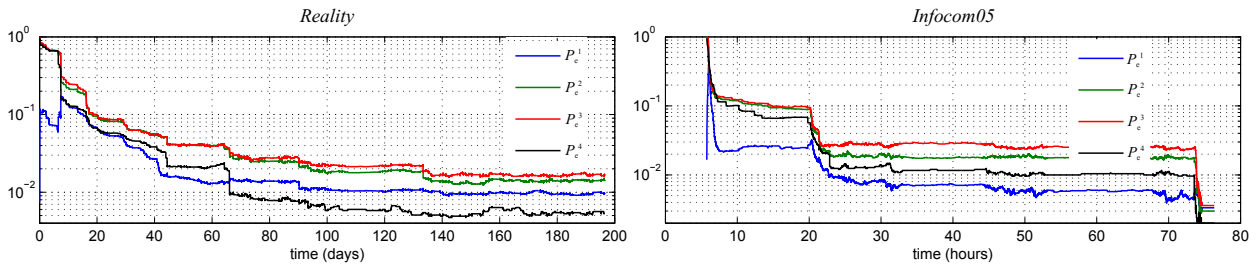 Reality
10^0
10^-1
10^-2
0 20 40 60 80 100 120 140 160 180 200
time (days)
P_e^1
P_e^2
P_e^3
P_e^4
Infocom05
10^0
10^-1
10^-2
0 10 20 30 40 50 60 70 80
time (hours)
P_e^1
P_e^2
P_e^3
P_e^4